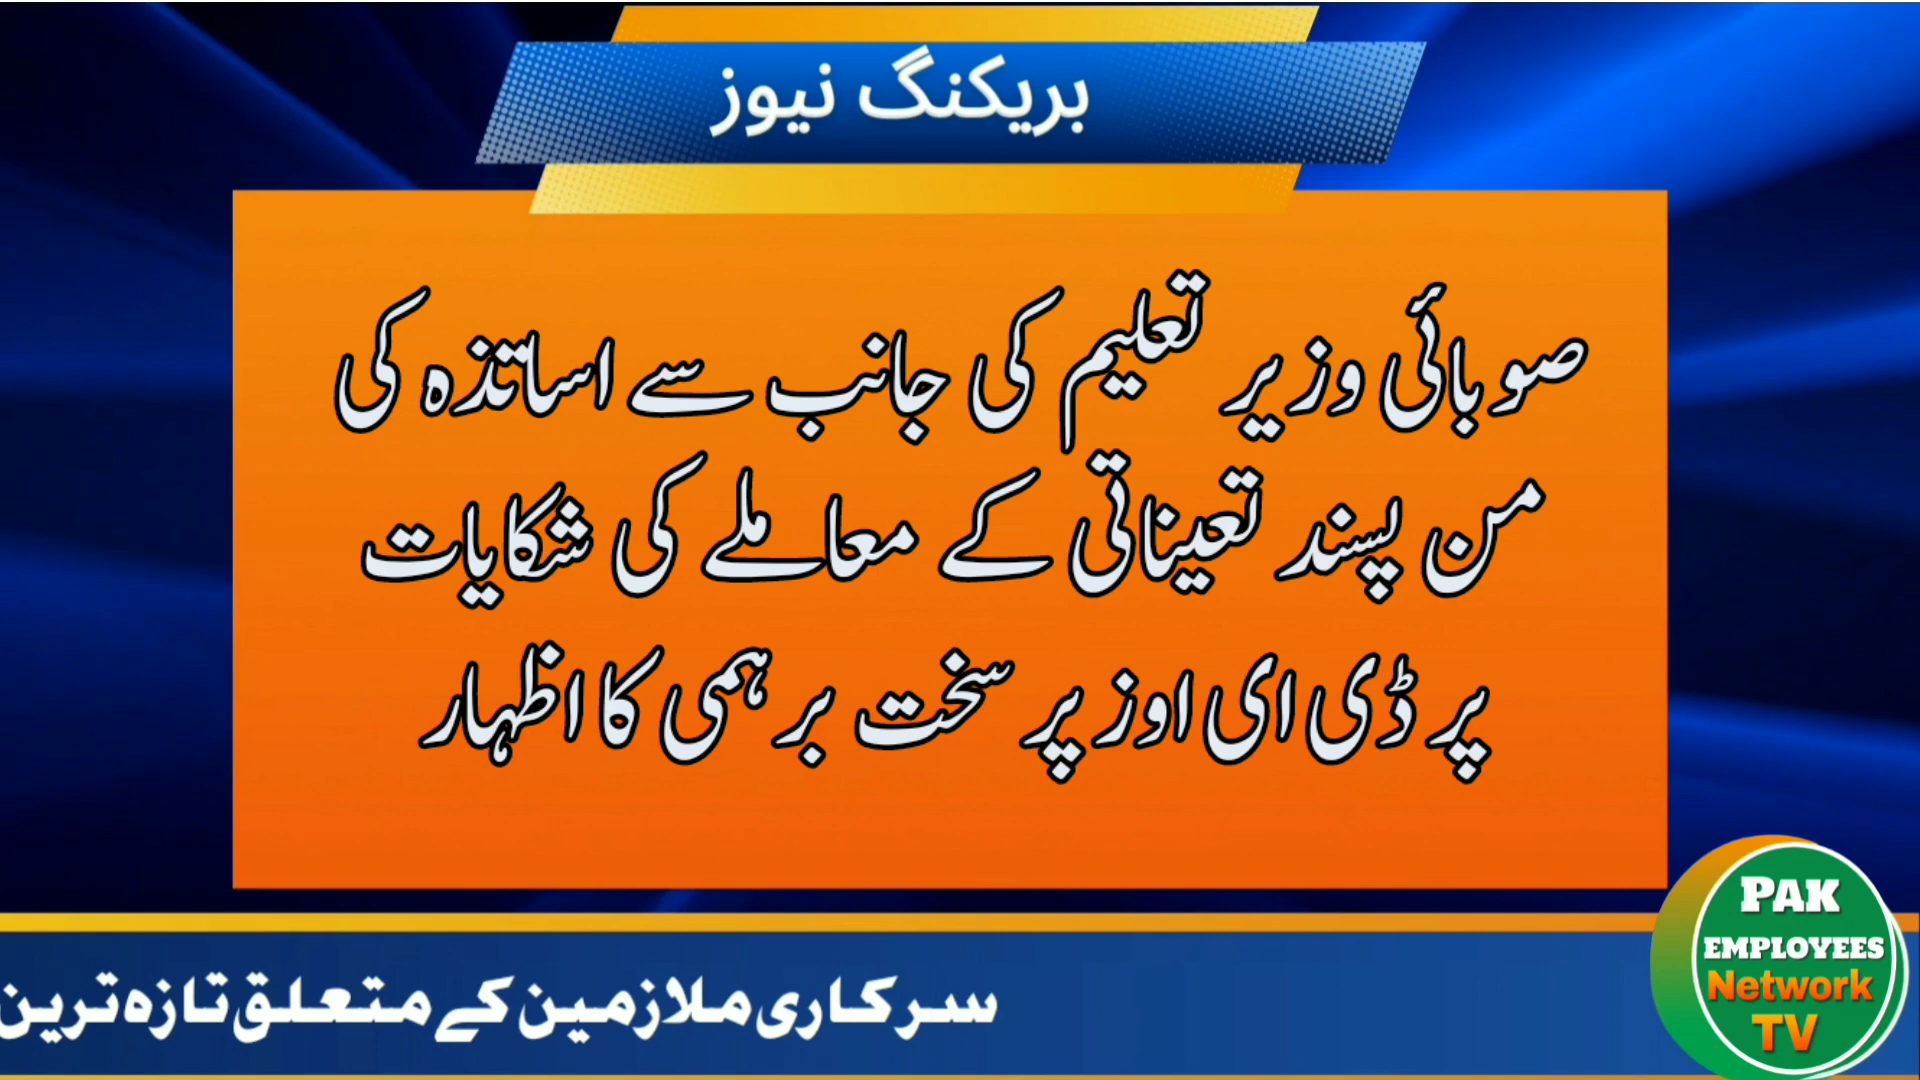 بریکنگ نیوز
صوبائی وزیر تعلیم کی جانب سے اساتذہ کی
من پسند تعیناتی کے معاملے کی شکایات
پر ڈی ای اوز پر سخت برہمی کا اظہار
سرکاری ملازمین کے متعلق تازہ ترین
PAK
EMPLOYEES
Network
TV